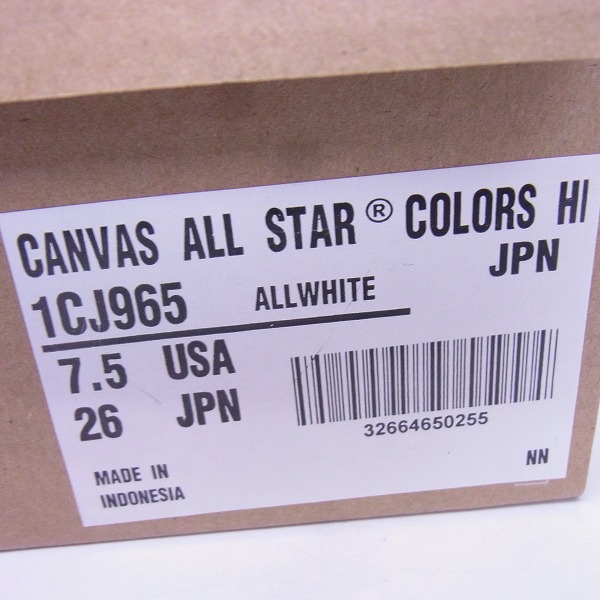 CANVAS ALL STAR® COLORS HI
JPN
1CJ965 ALLWHITE
7.5 USA
26 JPN
32664650255
MADE IN
INDONESIA
NN